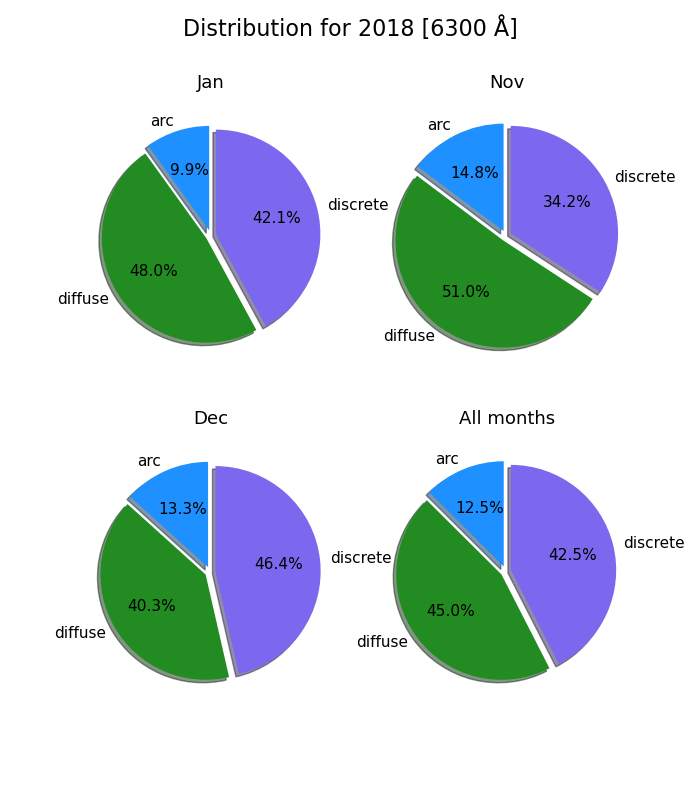 Distribution for 2018 [6300 Å]
Jan
arc
9.9%
discrete
42.1%
48.0%
diffuse
Nov
arc
14.8%
discrete
34.2%
51.0%
diffuse
Dec
arc
13.3%
discrete
46.4%
40.3%
diffuse
All months
arc
12.5%
discrete
42.5%
45.0%
diffuse